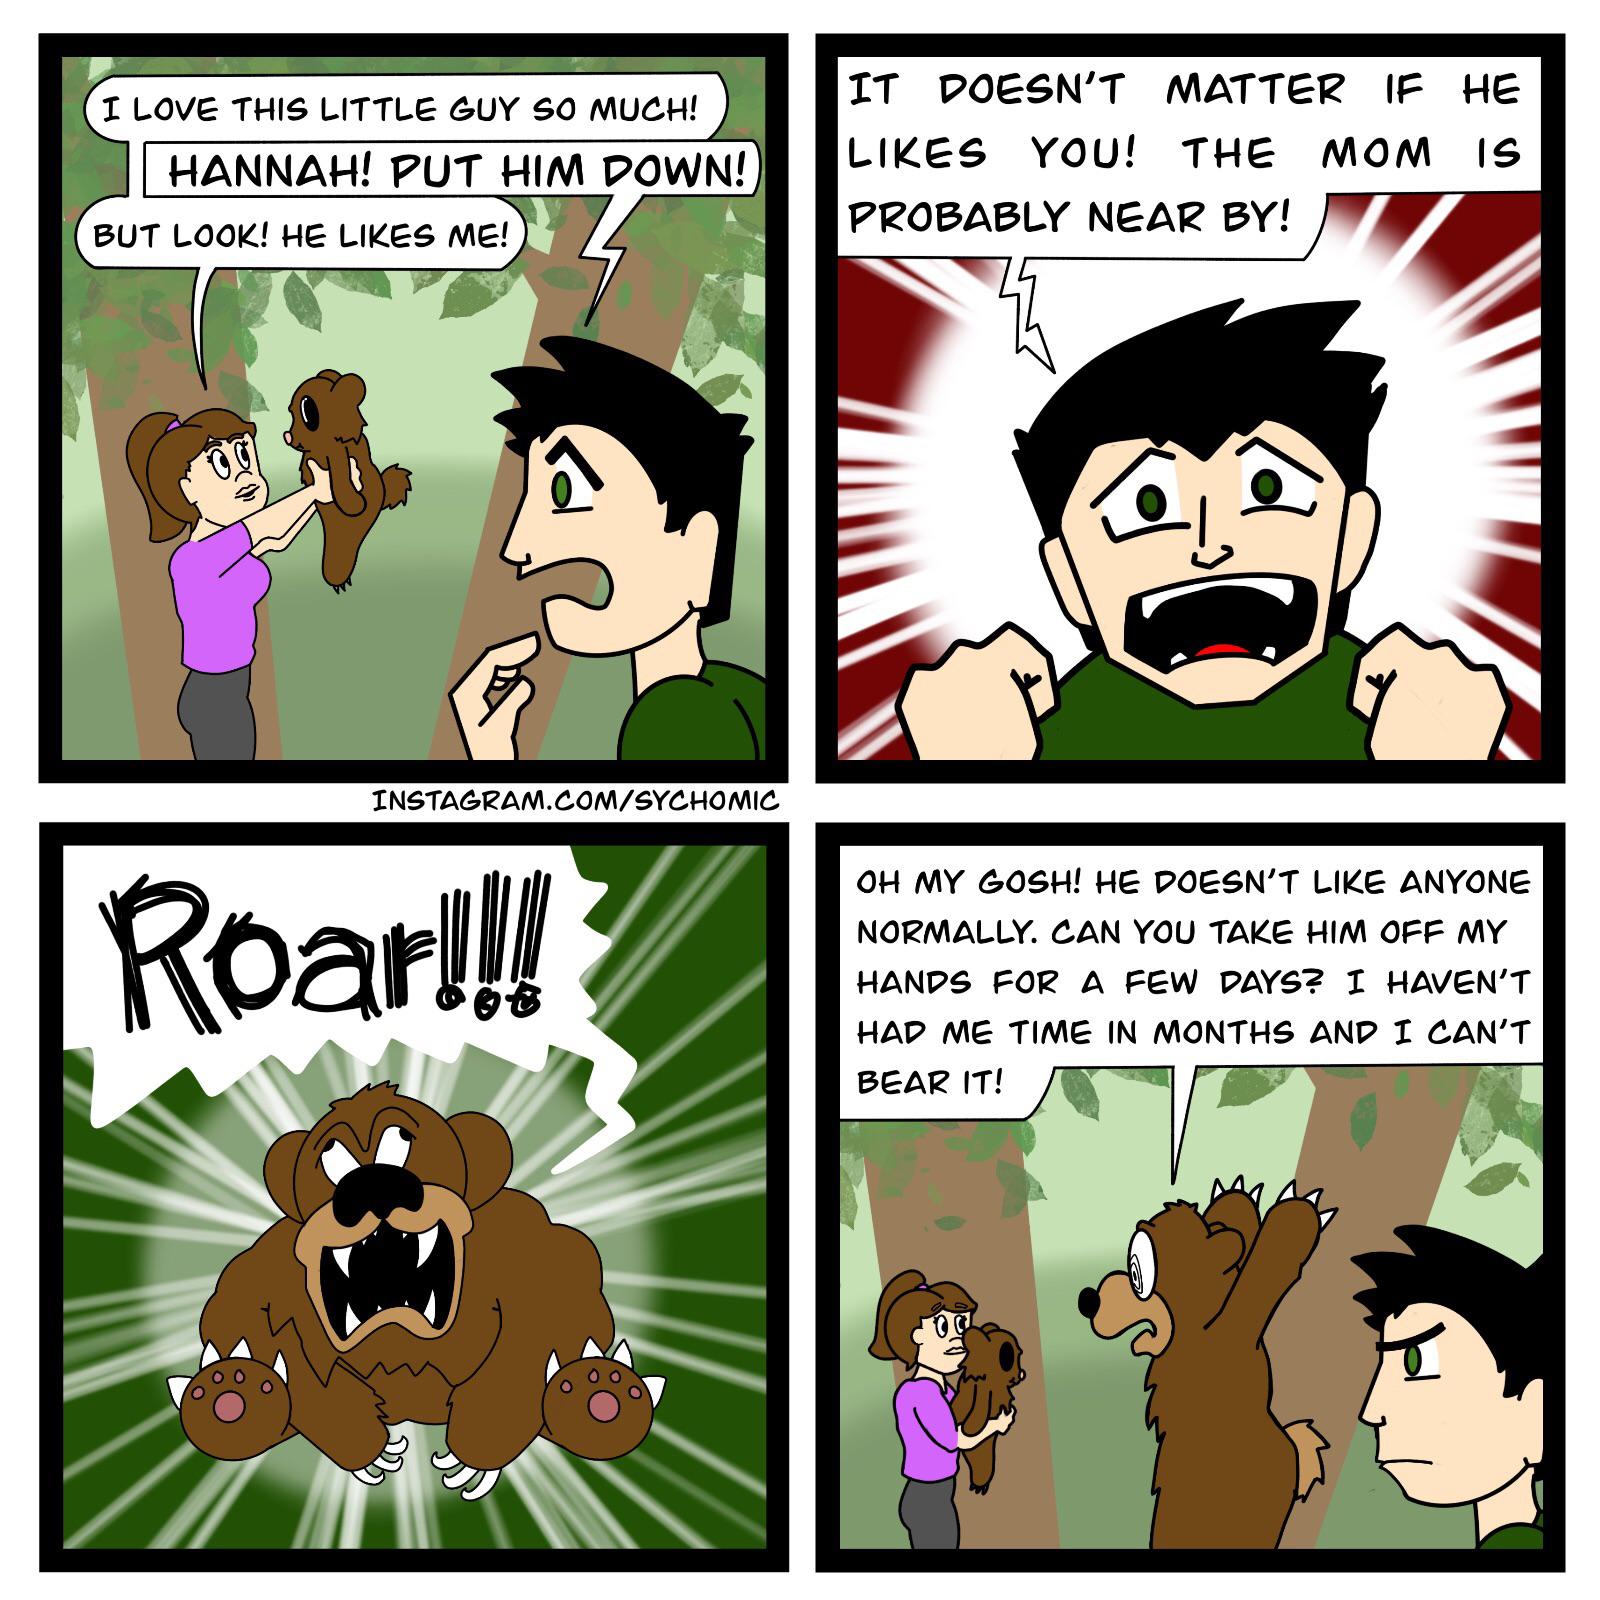 I LOVE THIS LITTLE GUY SO MUCH!
HANNAH! PUT HIM DOWN!
BUT LOOK! HE LIKES ME!
IT DOESN'T MATTER IF HE
LIKES YOU! THE MOM IS
PROBABLY NEAR BY!
INSTAGRAM.COM/SYCHOMIC
Roar!!!
OH MY GOSH! HE DOESN'T LIKE ANYONE
NORMALLY. CAN YOU TAKE HIM OFF MY
HANDS FOR A FEW DAYS? I HAVEN'T
HAD ME TIME IN MONTHS AND I CAN'T
BEAR IT!